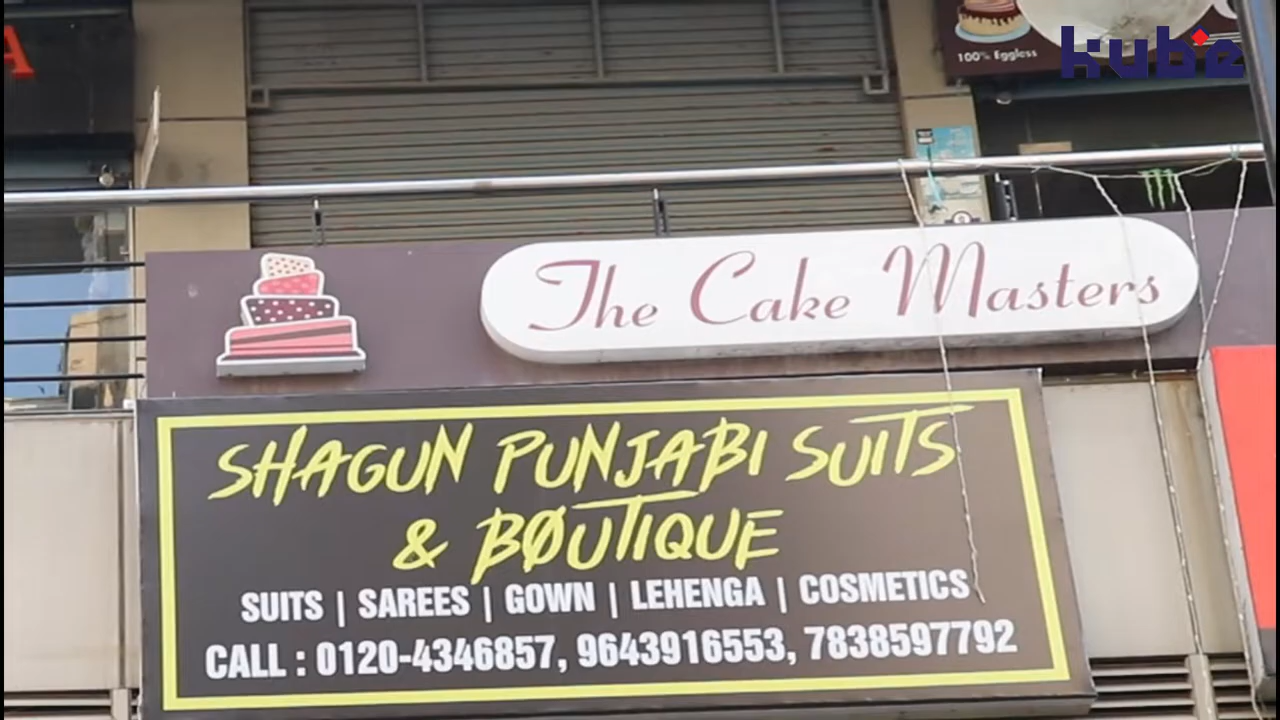 A
100% Eggless
kube
The Cake Masters
SHAGUN PUNJABI SUITS
& BOUTIQUE
SUITS | SAREES | GOWN | LEHENGA | COSMETICS
CALL : 0120-4346857, 9643916553, 7838597792